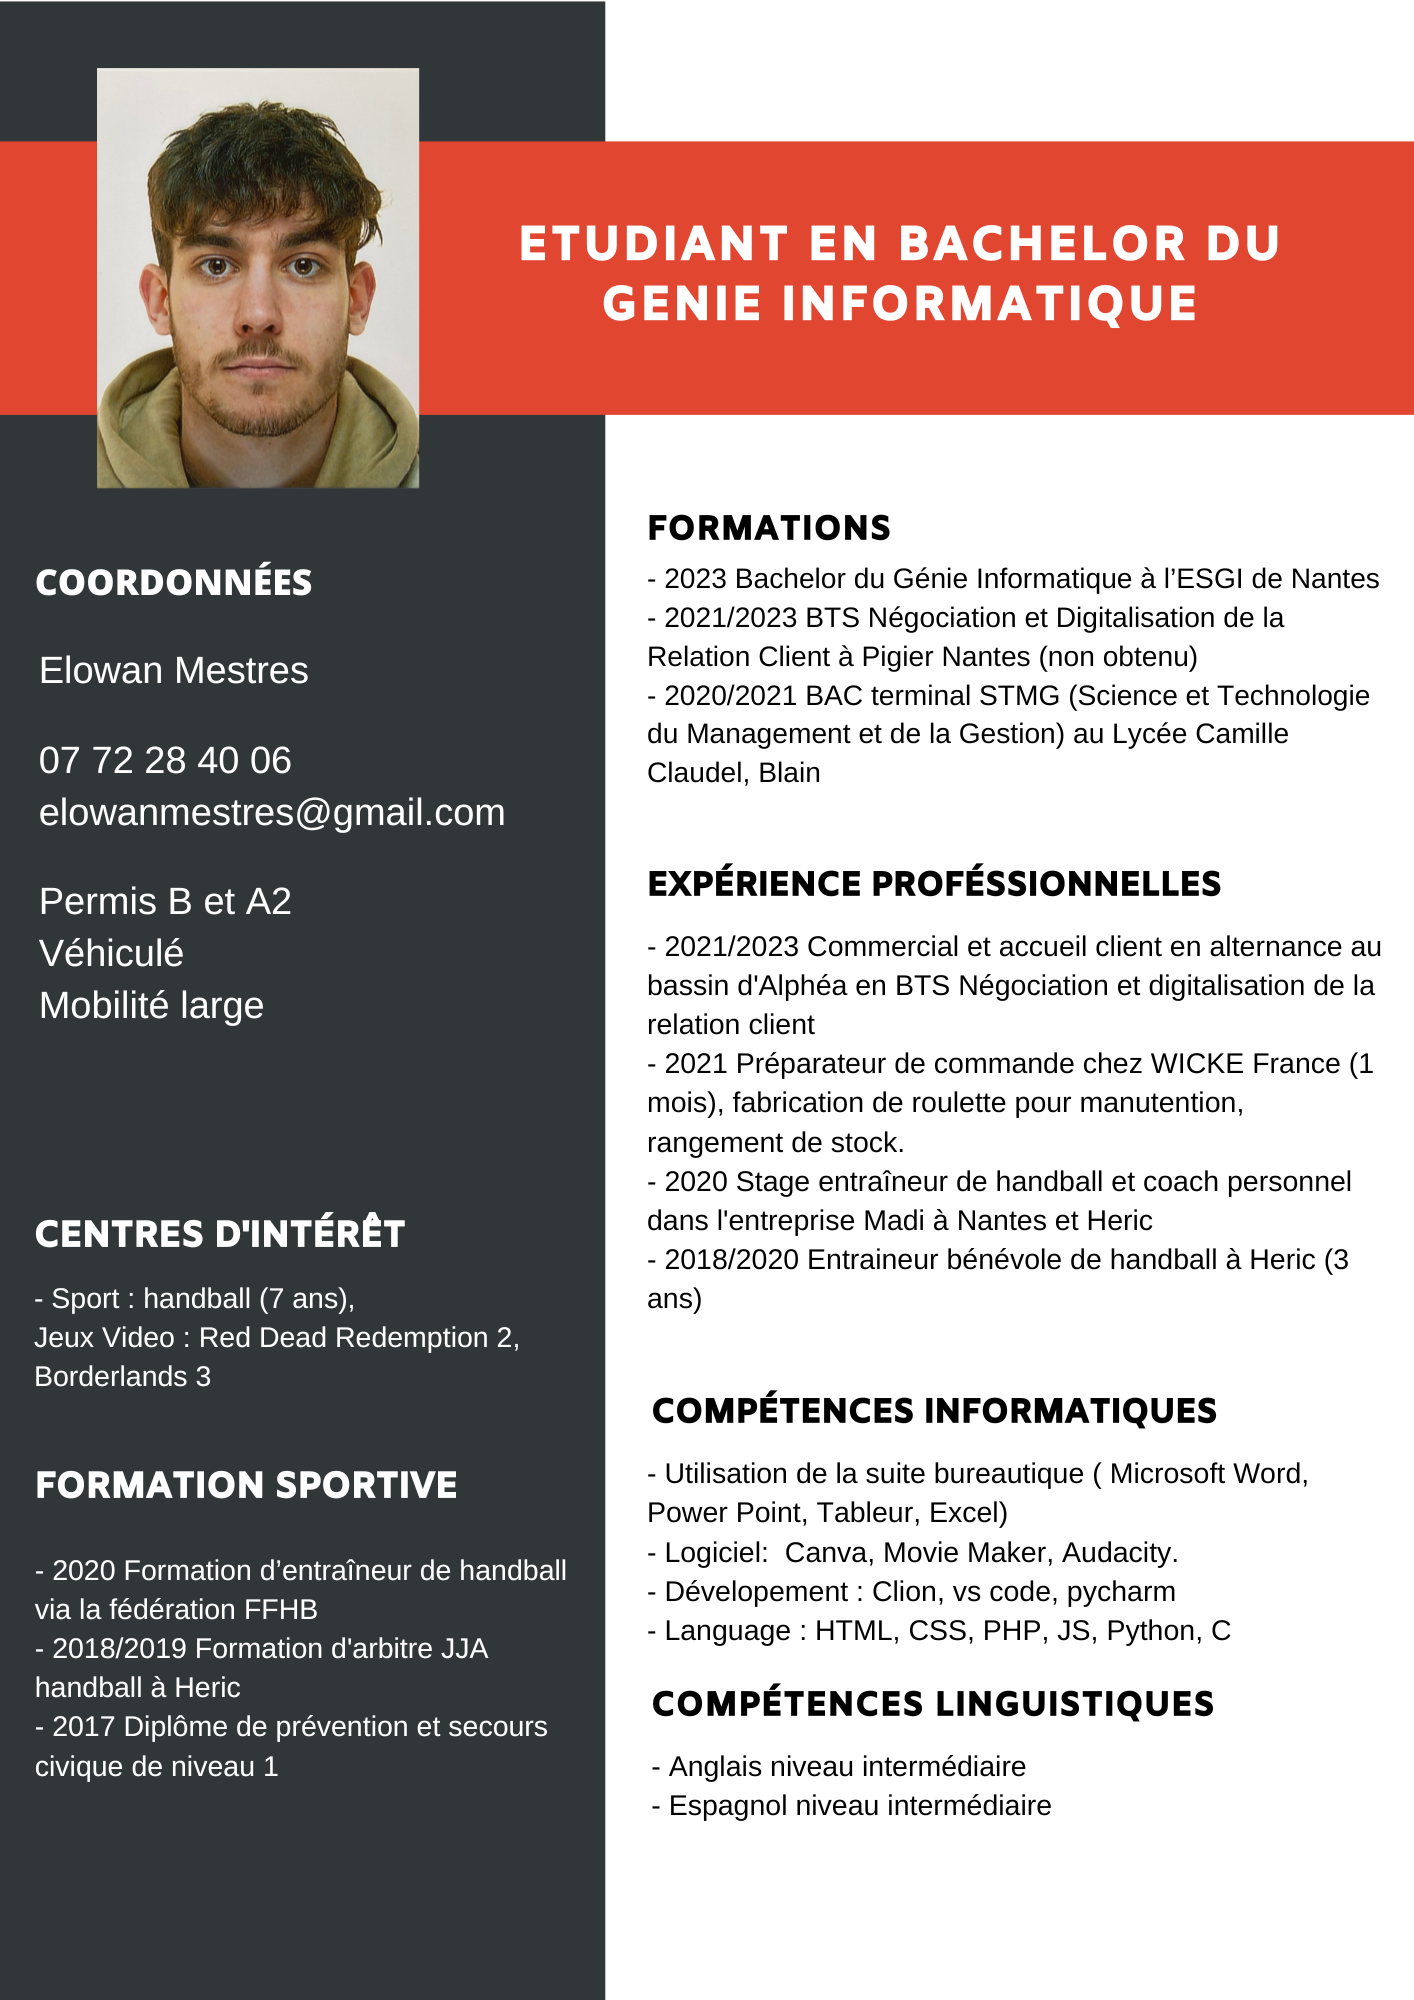 ETUDIANT EN BACHELOR DU
GENIE INFORMATIQUE
COORDONNÉES
Elowan Mestres
07 72 28 40 06
elowanmestres@gmail.com
Permis B et A2
Véhiculé
Mobilité large
CENTRES D'INTÉRÊT
- Sport : handball (7 ans),
Jeux Video : Red Dead Redemption 2,
Borderlands 3
FORMATION SPORTIVE
- 2020 Formation d’entraîneur de handball
via la fédération FFHB
- 2018/2019 Formation d'arbitre JJA
handball à Heric
- 2017 Diplôme de prévention et secours
civique de niveau 1
FORMATIONS
- 2023 Bachelor du Génie Informatique à l’ESGI de Nantes
- 2021/2023 BTS Négociation et Digitalisation de la
Relation Client à Pigier Nantes (non obtenu)
- 2020/2021 BAC terminal STMG (Science et Technologie
du Management et de la Gestion) au Lycée Camille
Claudel, Blain
EXPÉRIENCE PROFÉSSIONNELLES
- 2021/2023 Commercial et accueil client en alternance au
bassin d'Alphéa en BTS Négociation et digitalisation de la
relation client
- 2021 Préparateur de commande chez WICKE France (1
mois), fabrication de roulette pour manutention,
rangement de stock.
- 2020 Stage entraîneur de handball et coach personnel
dans l'entreprise Madi à Nantes et Heric
- 2018/2020 Entraineur bénévole de handball à Heric (3
ans)
COMPÉTENCES INFORMATIQUES
- Utilisation de la suite bureautique ( Microsoft Word,
Power Point, Tableur, Excel)
- Logiciel:  Canva, Movie Maker, Audacity.
- Dévelopement : Clion, vs code, pycharm
- Language : HTML, CSS, PHP, JS, Python, C
COMPÉTENCES LINGUISTIQUES
- Anglais niveau intermédiaire
- Espagnol niveau intermédiaire